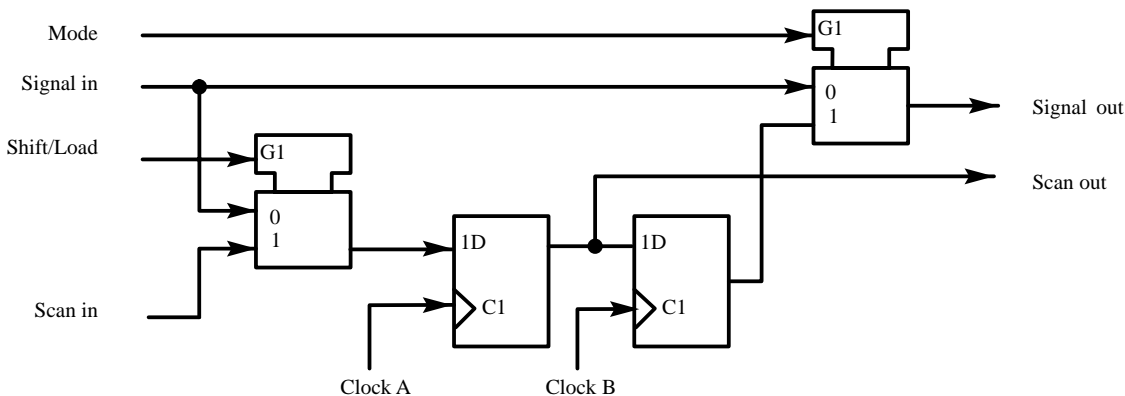 Mode
G1
Signal in
0
1
Signal out
Shift/Load
G1
Scan out
0
1
1D
1D
Scan in
C1
C1
Clock A
Clock B